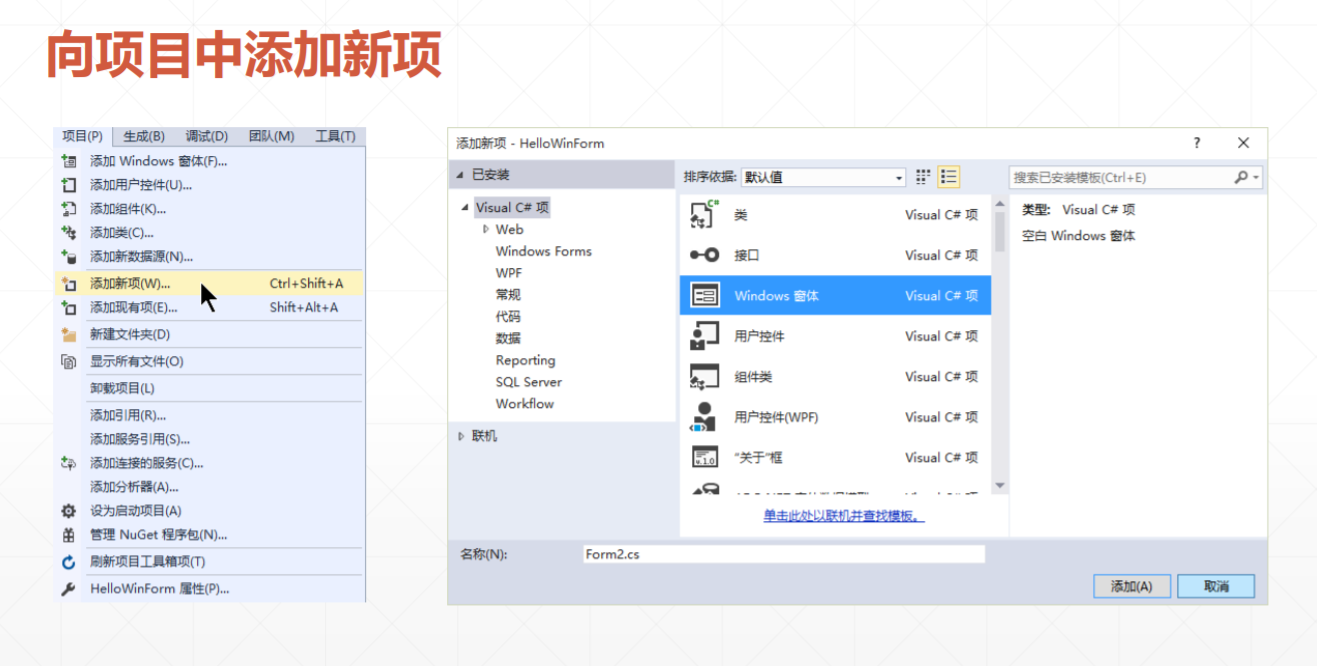 向项目中添加新项
项目(P) 生成(B) 调试(D) 团队(M) 工具(T)
添加 Windows 窗体(F)...
添加用户控件(U)...
添加组件(K)...
添加类(C)...
添加新数据源(N)...
添加新项(W)... Ctrl+Shift+A
添加现有项(E)... Shift+Alt+A
新建文件夹(D)
显示所有文件(O)
卸载项目(L)
添加引用(R)...
添加服务引用(S)...
添加连接的服务(C)...
添加分析器(A)...
设为启动项目(A)
管理 NuGet 程序包(N)...
刷新项目工具箱项(T)
HelloWinForm 属性(P)...
添加新项 - HelloWinForm
已安装
Visual C# 项
Web
Windows Forms
WPF
常规
代码
数据
Reporting
SQL Server
Workflow
联机
排序依据: 默认值
类 Visual C# 项
接口 Visual C# 项
Windows 窗体 Visual C# 项
用户控件 Visual C# 项
组件类 Visual C# 项
用户控件(WPF) Visual C# 项
"关于"框 Visual C# 项
单击此处以联机并查找模板。
搜索已安装模板(Ctrl+E)
类型: Visual C# 项
空白 Windows 窗体
名称(N): Form2.cs
添加(A) 取消